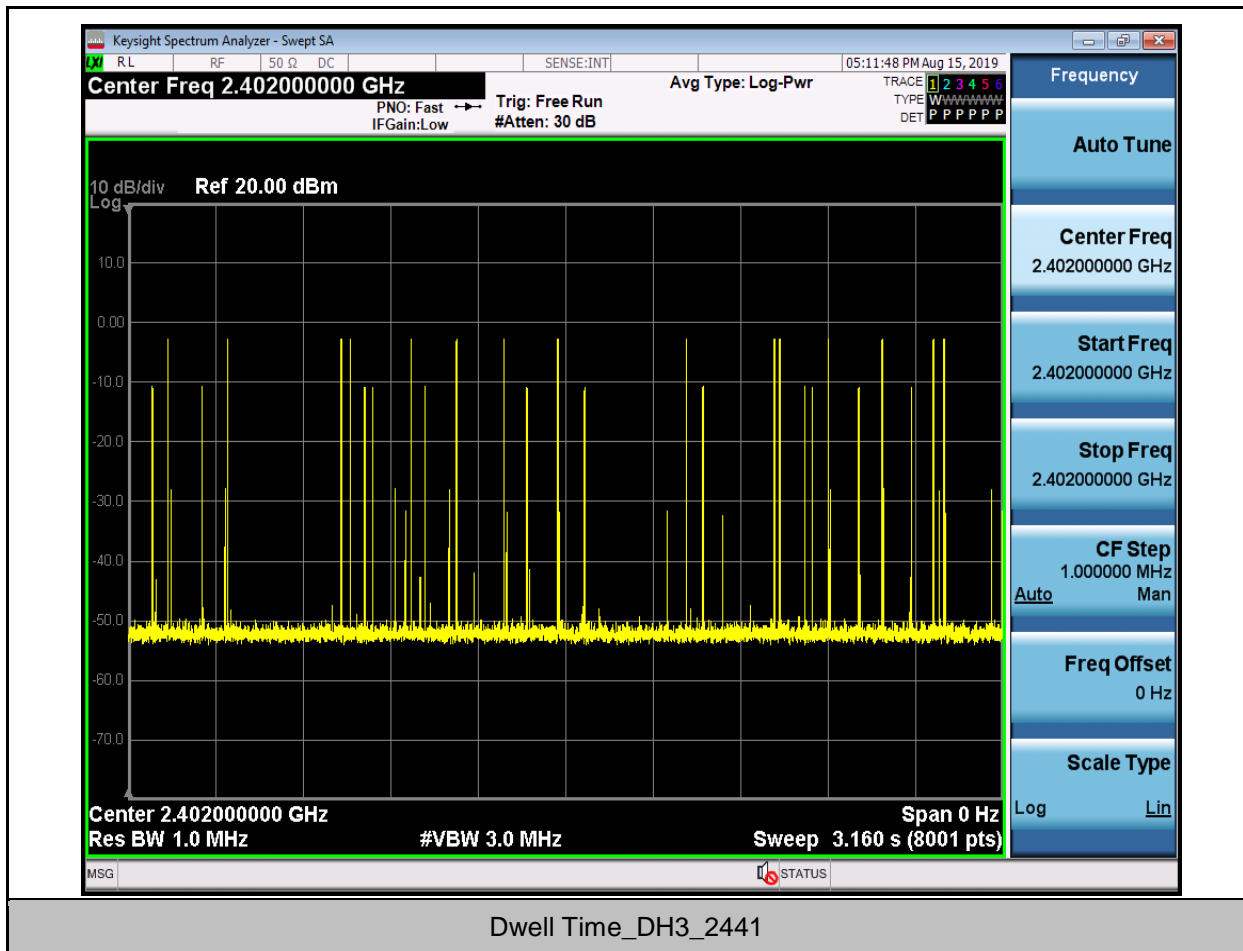 Keysight Spectrum Analyzer - Swept SA
LXI RL RF 50 Ω DC SENSE:INT 05:11:48 PM Aug 15, 2019
Center Freq 2.402000000 GHz
PNO: Fast
IFGain:Low
Trig: Free Run
#Atten: 30 dB
Avg Type: Log-Pwr
TRACE 1 2 3 4 5 6
TYPE WWWWWW
DET P P P P P P
10 dB/div Ref 20.00 dBm
Log
10.0
0.00
-10.0
-20.0
-30.0
-40.0
-50.0
-60.0
-70.0
Center 2.402000000 GHz Span 0 Hz
Res BW 1.0 MHz #VBW 3.0 MHz Sweep 3.160 s (8001 pts)
MSG STATUS
Frequency
Auto Tune
Center Freq
2.402000000 GHz
Start Freq
2.402000000 GHz
Stop Freq
2.402000000 GHz
CF Step
1.000000 MHz
Auto Man
Freq Offset
0 Hz
Scale Type
Log Lin
Dwell Time_DH3_2441